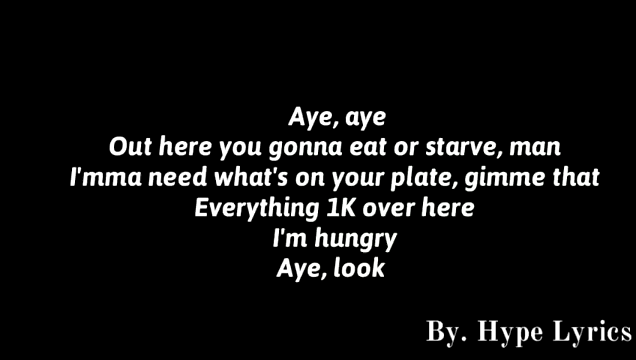 Aye, aye
Out here you gonna eat or starve, man
I'mma need what's on your plate, gimme that
Everything 1K over here
I'm hungry
Aye, look
By. Hype Lyrics